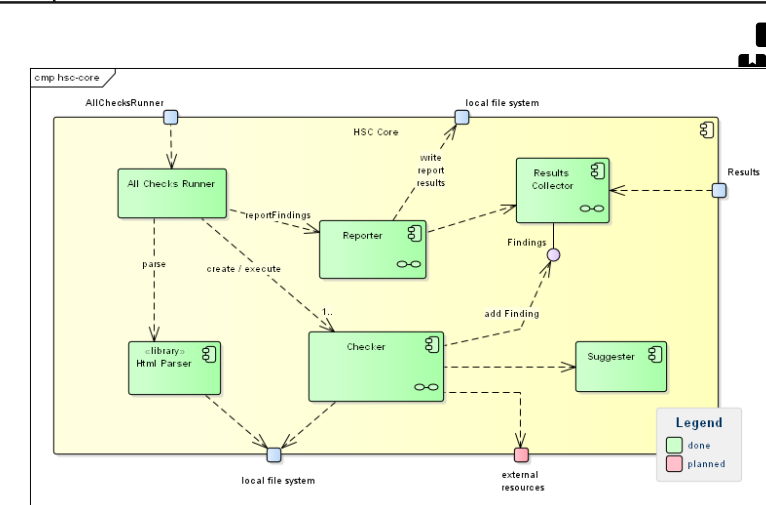 cmp hsc-core
AllChecksRunner
local file system
HSC Core
write
report
results
Results
Collector
Results
All Checks Runner
reportFindings
Reporter
Findings
parse
create / execute
add Finding
1..
«library»
Html Parser
Checker
Suggester
Legend
done
planned
local file system
external
resources